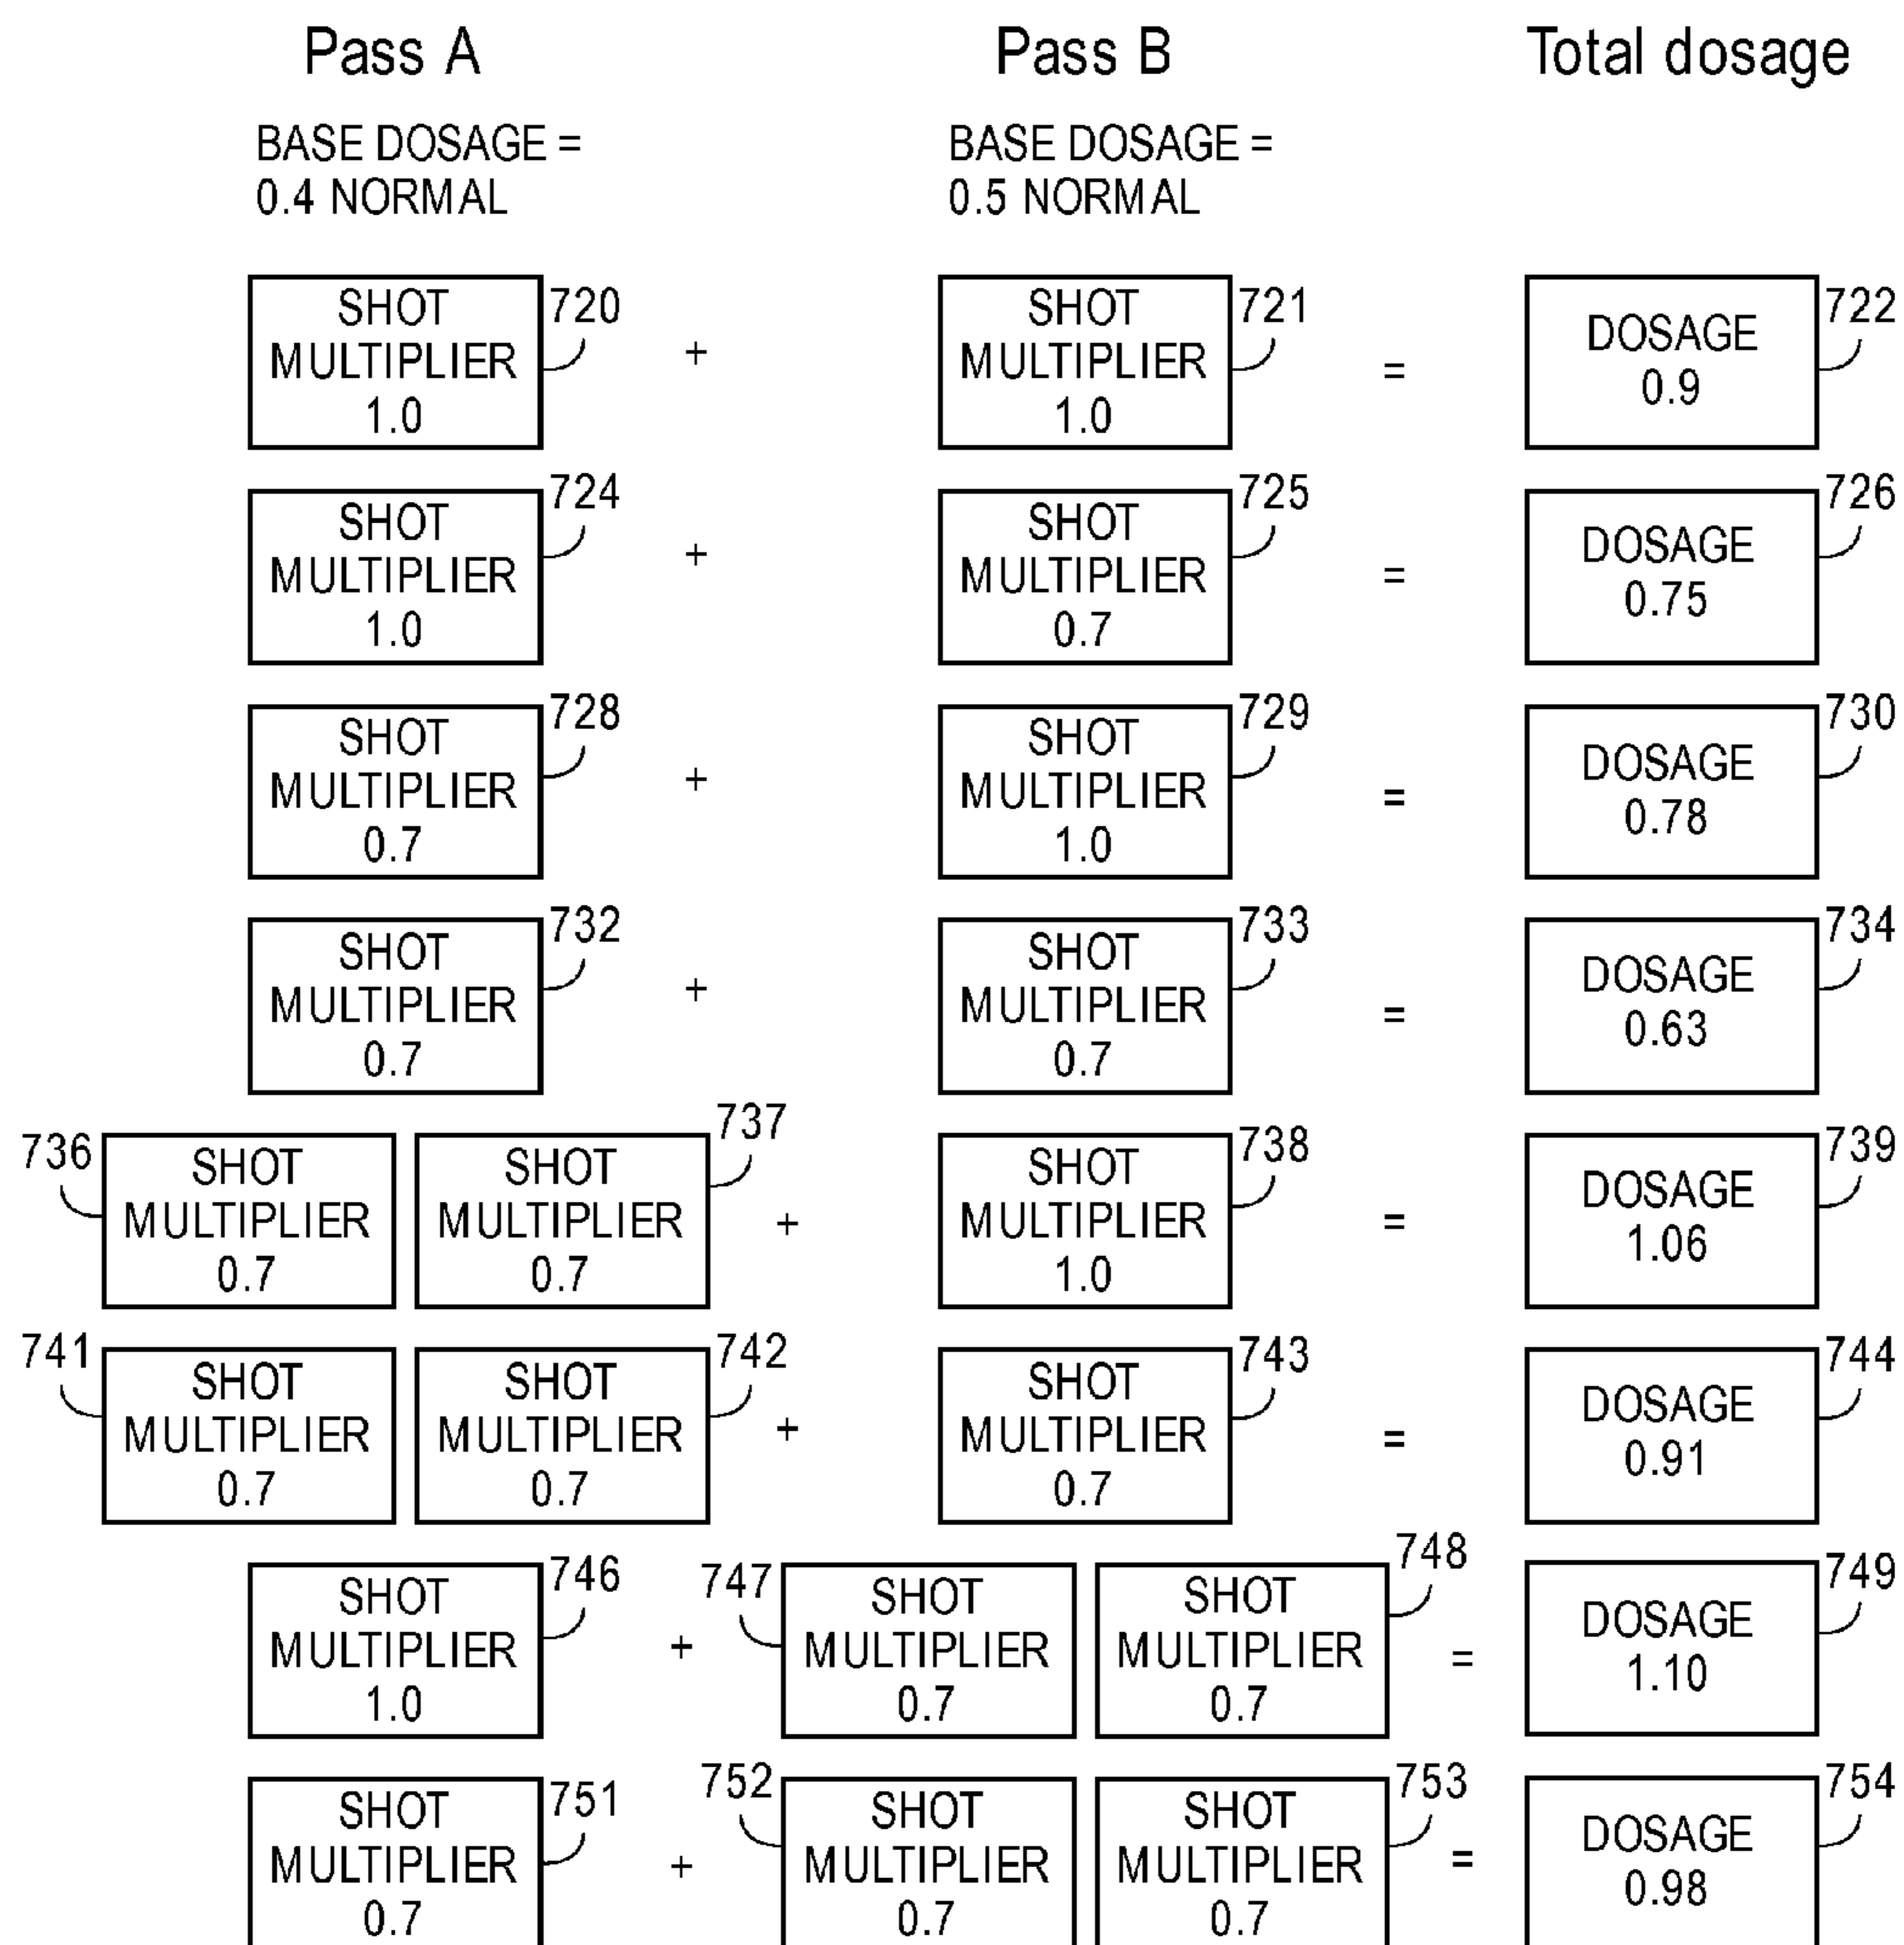 Pass A
Pass B
Total dosage
BASE DOSAGE =
0.4 NORMAL
BASE DOSAGE =
0.5 NORMAL
SHOT
MULTIPLIER
1.0
720
+
SHOT
MULTIPLIER
1.0
721
=
DOSAGE
0.9
722
SHOT
MULTIPLIER
1.0
724
+
SHOT
MULTIPLIER
0.7
725
=
DOSAGE
0.75
726
SHOT
MULTIPLIER
0.7
728
+
SHOT
MULTIPLIER
1.0
729
=
DOSAGE
0.78
730
SHOT
MULTIPLIER
0.7
732
+
SHOT
MULTIPLIER
0.7
733
=
DOSAGE
0.63
734
736
SHOT
MULTIPLIER
0.7
SHOT
MULTIPLIER
0.7
737
+
SHOT
MULTIPLIER
1.0
738
=
DOSAGE
1.06
739
741
SHOT
MULTIPLIER
0.7
SHOT
MULTIPLIER
0.7
742
+
SHOT
MULTIPLIER
0.7
743
=
DOSAGE
0.91
744
SHOT
MULTIPLIER
1.0
746
+
747
SHOT
MULTIPLIER
0.7
SHOT
MULTIPLIER
0.7
748
=
DOSAGE
1.10
749
SHOT
MULTIPLIER
0.7
751
+
752
SHOT
MULTIPLIER
0.7
SHOT
MULTIPLIER
0.7
753
=
DOSAGE
0.98
754